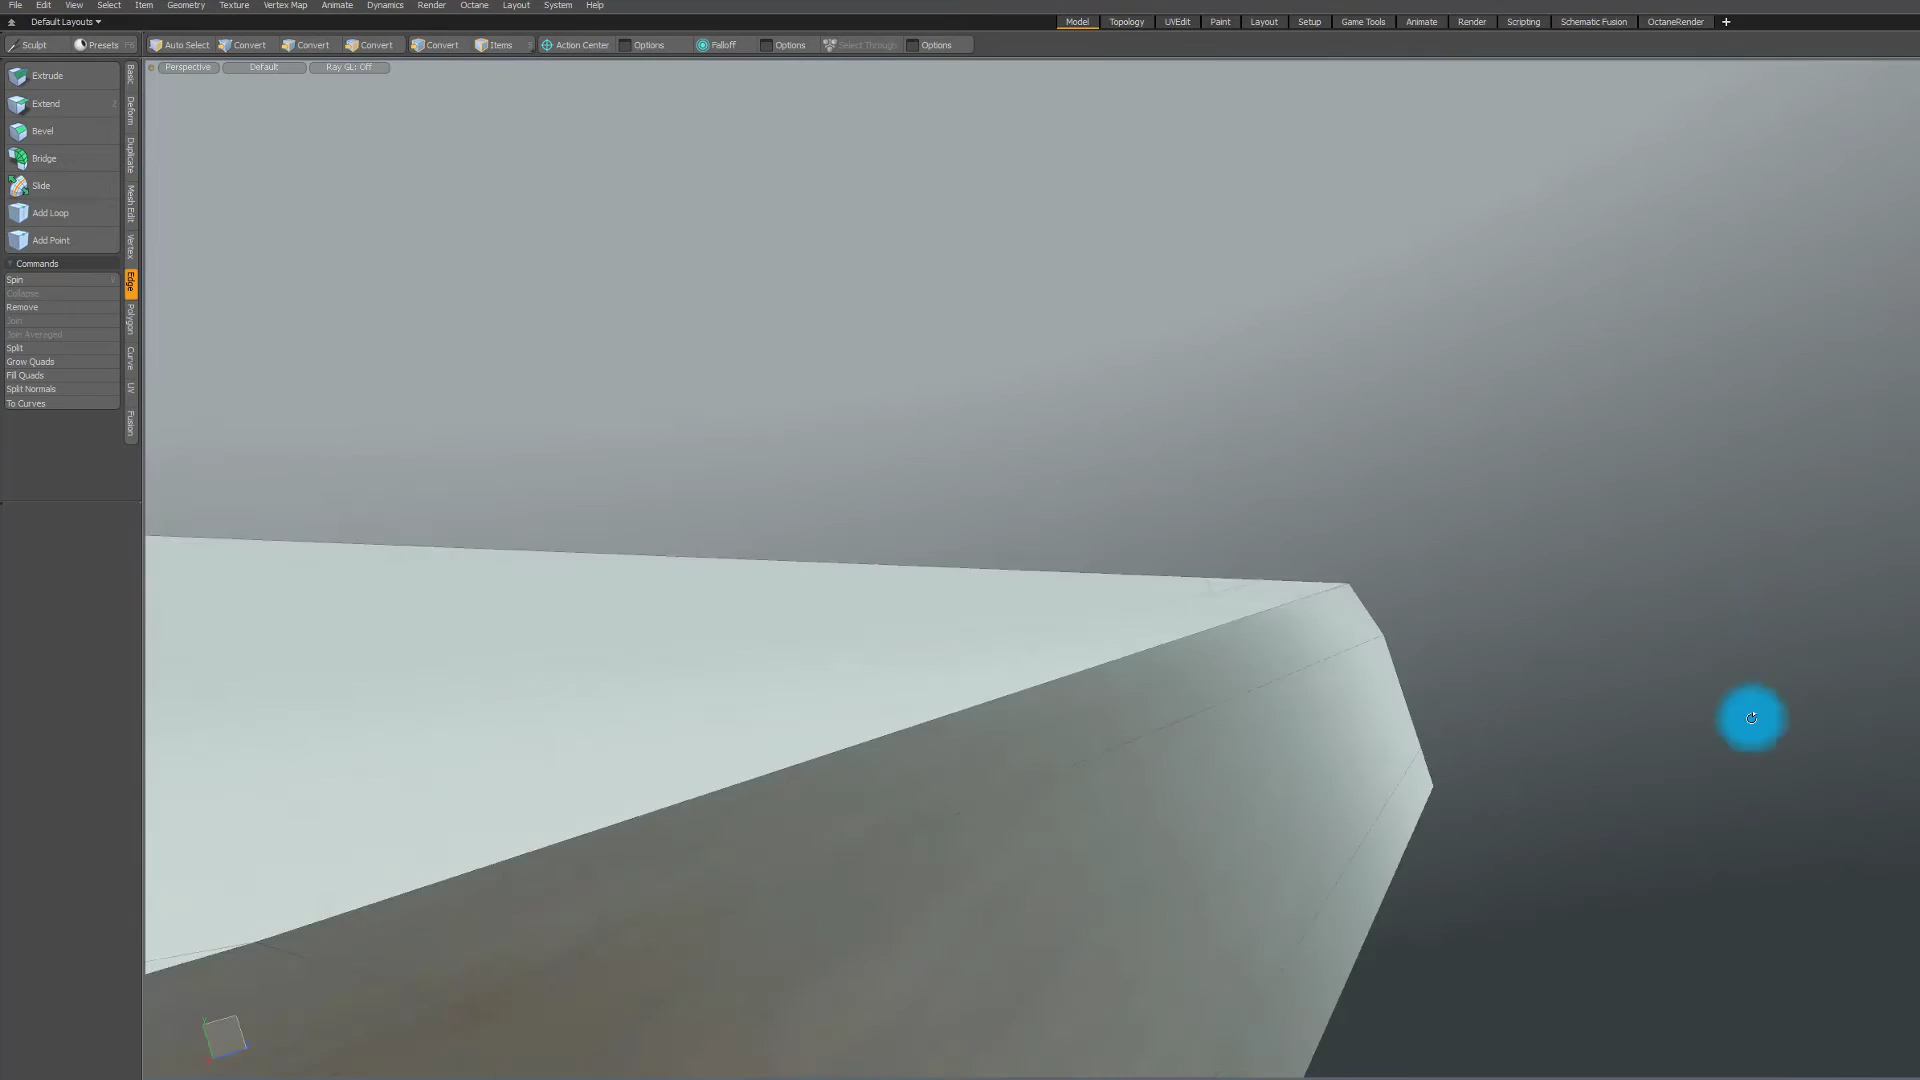 File Edit View Select Item Geometry Texture Vertex Map Animate Dynamics Render Octane Layout System Help
Default Layouts Model Topology UVEdit Paint Layout Setup Game Tools Animate Render Scripting Schematic Fusion OctaneRender +
Sculpt Presets F6 Auto Select Convert Convert Convert Convert Items Action Center Options Falloff Options Select Through Options
Perspective Default Ray GL: Off
Extrude
Extend 2
Bevel
Bridge
Slide
Add Loop
Add Point
Commands
Spin
Collapse
Remove
Join
Join Averaged
Split
Grow Quads
Fill Quads
Split Normals
To Curves
Basic
Deform
Duplicate
Mesh Edit
Vertex
Edge
Polygon
Curve
UV
Fusion